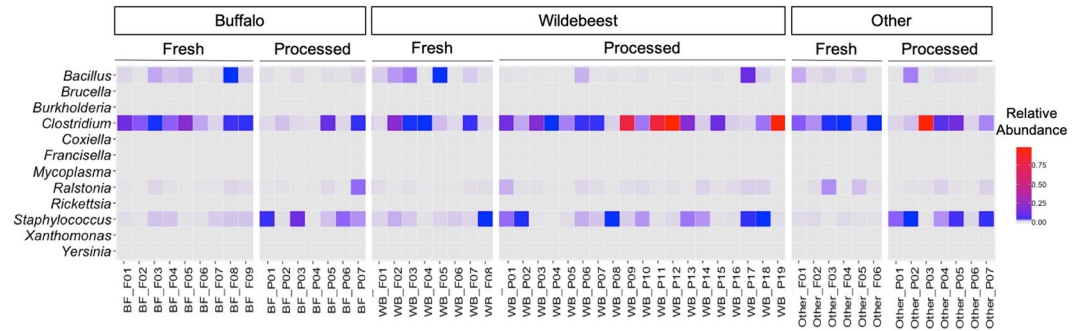 Buffalo Wildebeest Other
Fresh Processed Fresh Processed Fresh Processed
Bacillus
Brucella
Burkholderia
Clostridium
Coxiella
Francisella
Mycoplasma
Ralstonia
Rickettsia
Staphylococcus
Xanthomonas
Yersinia
Relative
Abundance
0.75
0.50
0.25
0.00
BF_F01
BF_F02
BF_F03
BF_F04
BF_F05
BF_F06
BF_F07
BF_F08
BF_F09
BF_P01
BF_P02
BF_P03
BF_P04
BF_P05
BF_P06
BF_P07
WB_F01
WB_F02
WB_F03
WB_F04
WB_F05
WB_F06
WB_F07
WB_F08
WB_P01
WB_P02
WB_P03
WB_P04
WB_P05
WB_P06
WB_P07
WB_P08
WB_P09
WB_P10
WB_P11
WB_P12
WB_P13
WB_P14
WB_P15
WB_P16
WB_P17
WB_P18
WB_P19
Other_F01
Other_F02
Other_F03
Other_F04
Other_F05
Other_F06
Other_P01
Other_P02
Other_P03
Other_P04
Other_P05
Other_P06
Other_P07